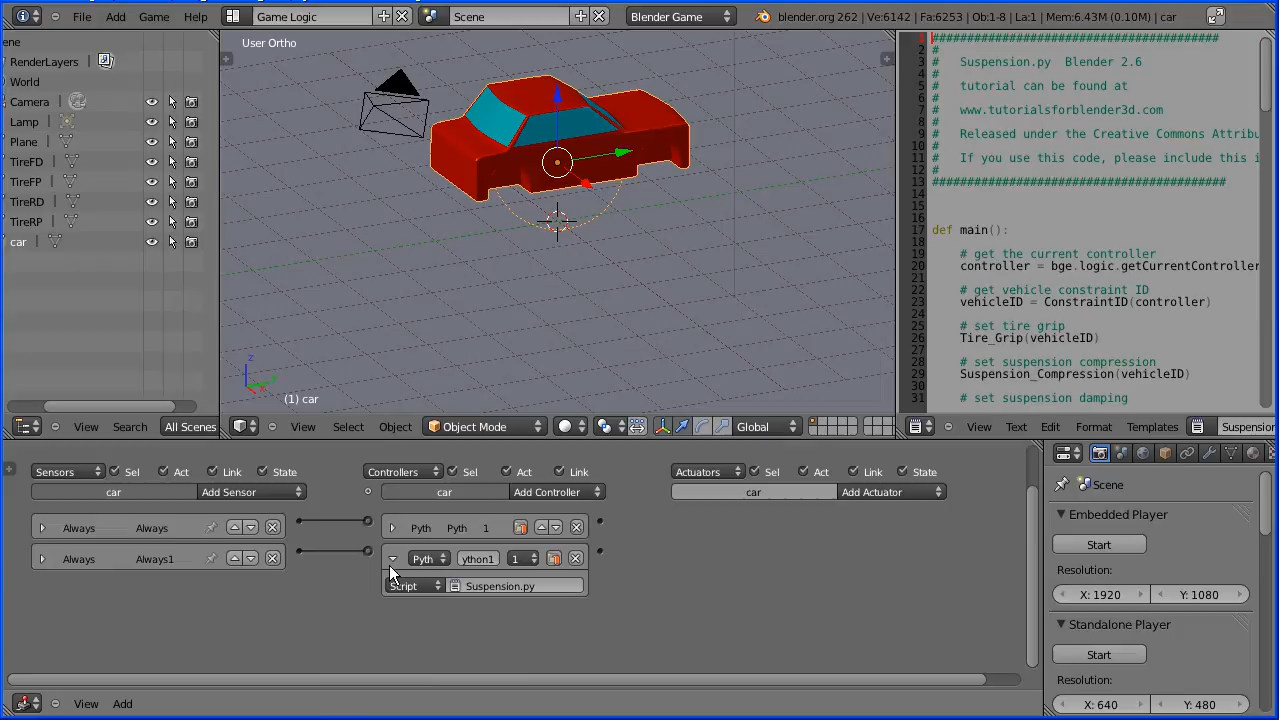 File Add Game Help Game Logic Scene Blender Game blender.org 262 | Ve:6142 | Fa:6253 | Ob:1-8 | La:1 | Mem:6.43M (0.10M) | car
ene
RenderLayers
World
Camera
Lamp
Plane
TireFD
TireFP
TireRD
TireRP
car
View Search All Scenes
User Ortho
z
(1) car
View Select Object Object Mode Global
1 ########################################
2 #
3 # Suspension.py Blender 2.6
4 #
5 # tutorial can be found at
6 #
7 # www.tutorialsforblender3d.com
8 #
9 # Released under the Creative Commons Attribu
10 #
11 # If you use this code, please include this i
12 #
13 ##########################################
14
15
16
17 def main():
18
19 # get the current controller
20 controller = bge.logic.getCurrentController
21
22 # get vehicle constraint ID
23 vehicleID = ConstraintID(controller)
24
25 # set tire grip
26 Tire_Grip(vehicleID)
27
28 # set suspension compression
29 Suspension_Compression(vehicleID)
30
31 # set suspension damping
View Text Edit Format Templates Suspensio
Sensors Sel Act Link State
car Add Sensor
Always Always
Always Always1
Controllers Sel Act Link
car Add Controller
Pyth Pyth 1
Pyth ython1 1
Script Suspension.py
Actuators Sel Act Link State
car Add Actuator
View Add
Scene
Embedded Player
Start
Resolution:
X: 1920 Y: 1080
Standalone Player
Start
Resolution:
X: 640 Y: 480